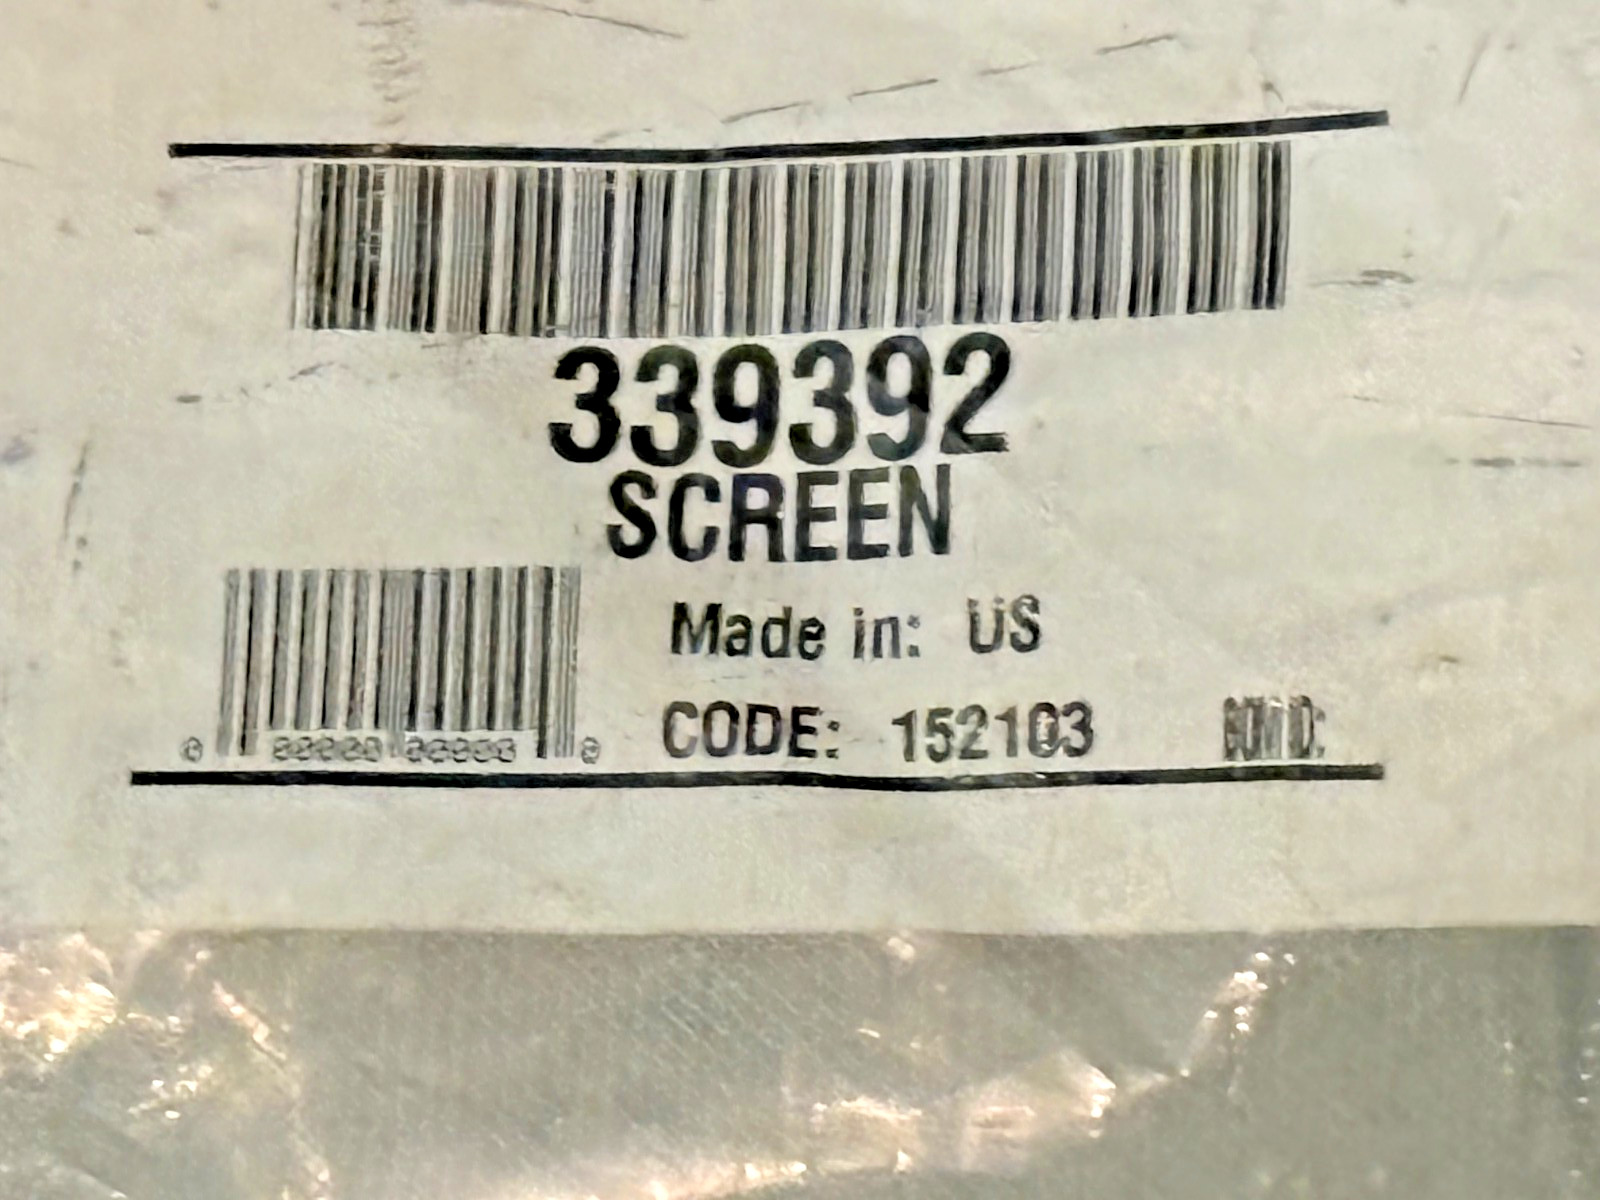 339392
SCREEN
Made in: US
CODE: 152103